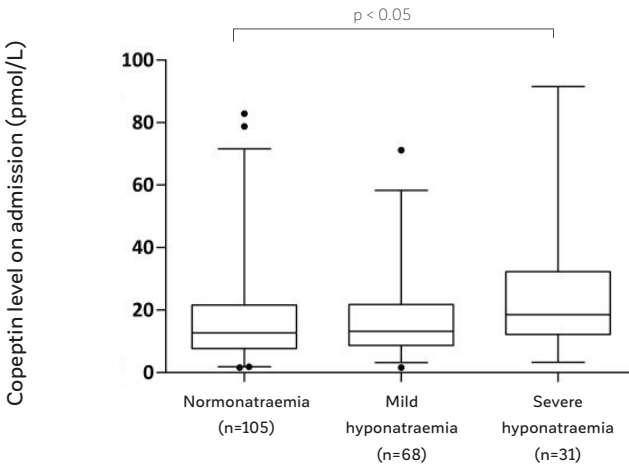 p < 0.05
Copeptin level on admission (pmol/L)
100
80
60
40
20
0
Normonatraemia
(n=105)
Mild
hyponatraemia
(n=68)
Severe
hyponatraemia
(n=31)